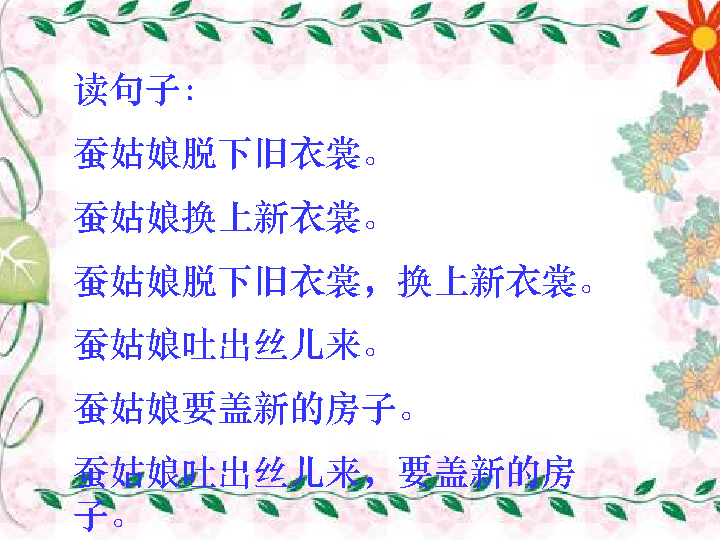 读句子:
蚕姑娘脱下旧衣裳。
蚕姑娘换上新衣裳。
蚕姑娘脱下旧衣裳，换上新衣裳。
蚕姑娘吐出丝儿来。
蚕姑娘要盖新的房子。
蚕姑娘吐出丝儿来，要盖新的房
子。